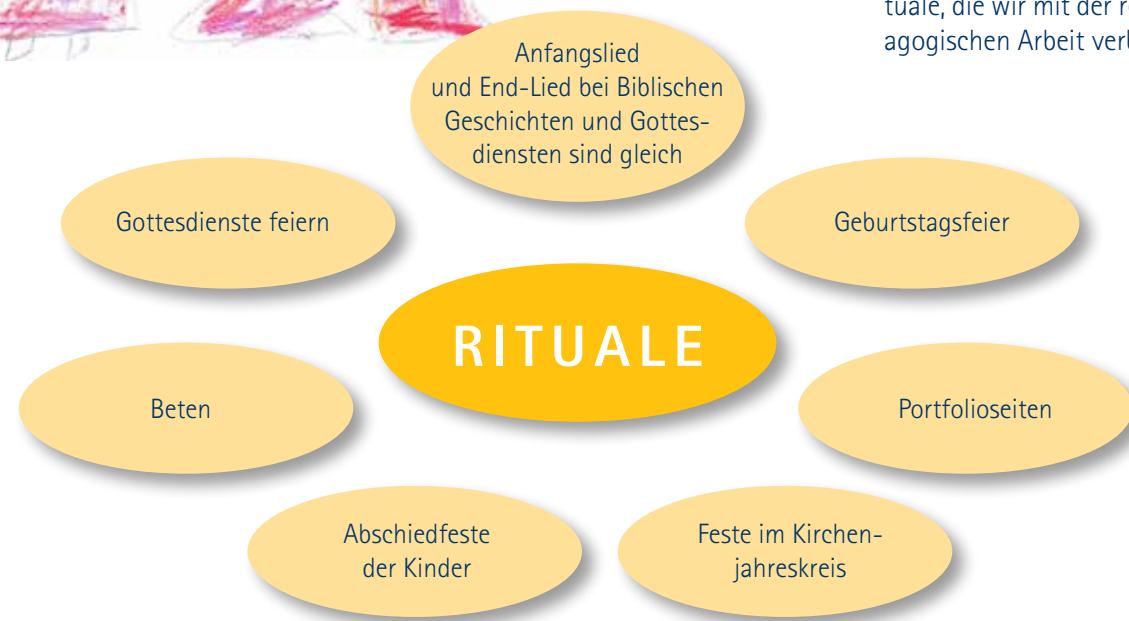 tuale, die wir mit der
agogischen Arbeit
Anfangslied
und End-Lied bei Biblischen
Geschichten und Gottes-
diensten sind gleich
Gottesdienste feiern
Geburtstagsfeier
RITUALE
Beten
Portfolioseiten
Abschiedfeste
der Kinder
Feste im Kirchen-
jahreskreis